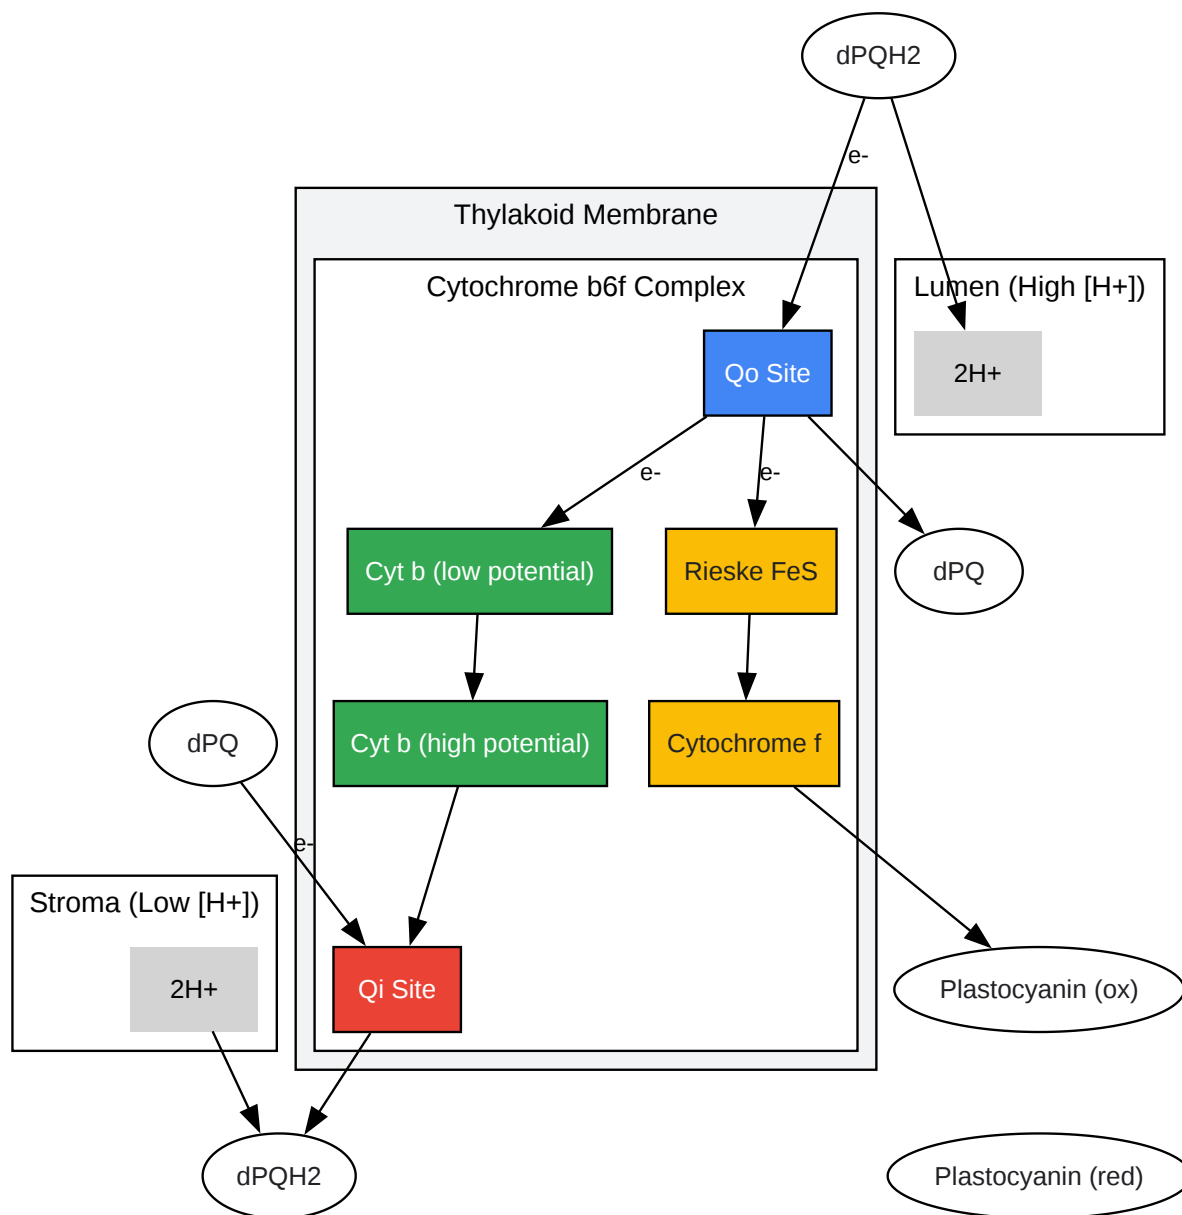 dPQH2
e-
Thylakoid Membrane
Cytochrome b6f Complex
Lumen (High [H+])
Qo Site
2H+
e-
e-
Cyt b (low potential)
Rieske FeS
dPQ
dPQ
Cyt b (high potential)
Cytochrome f
e-
Stroma (Low [H+])
2H+
Qi Site
Plastocyanin (ox)
dPQH2
Plastocyanin (red)